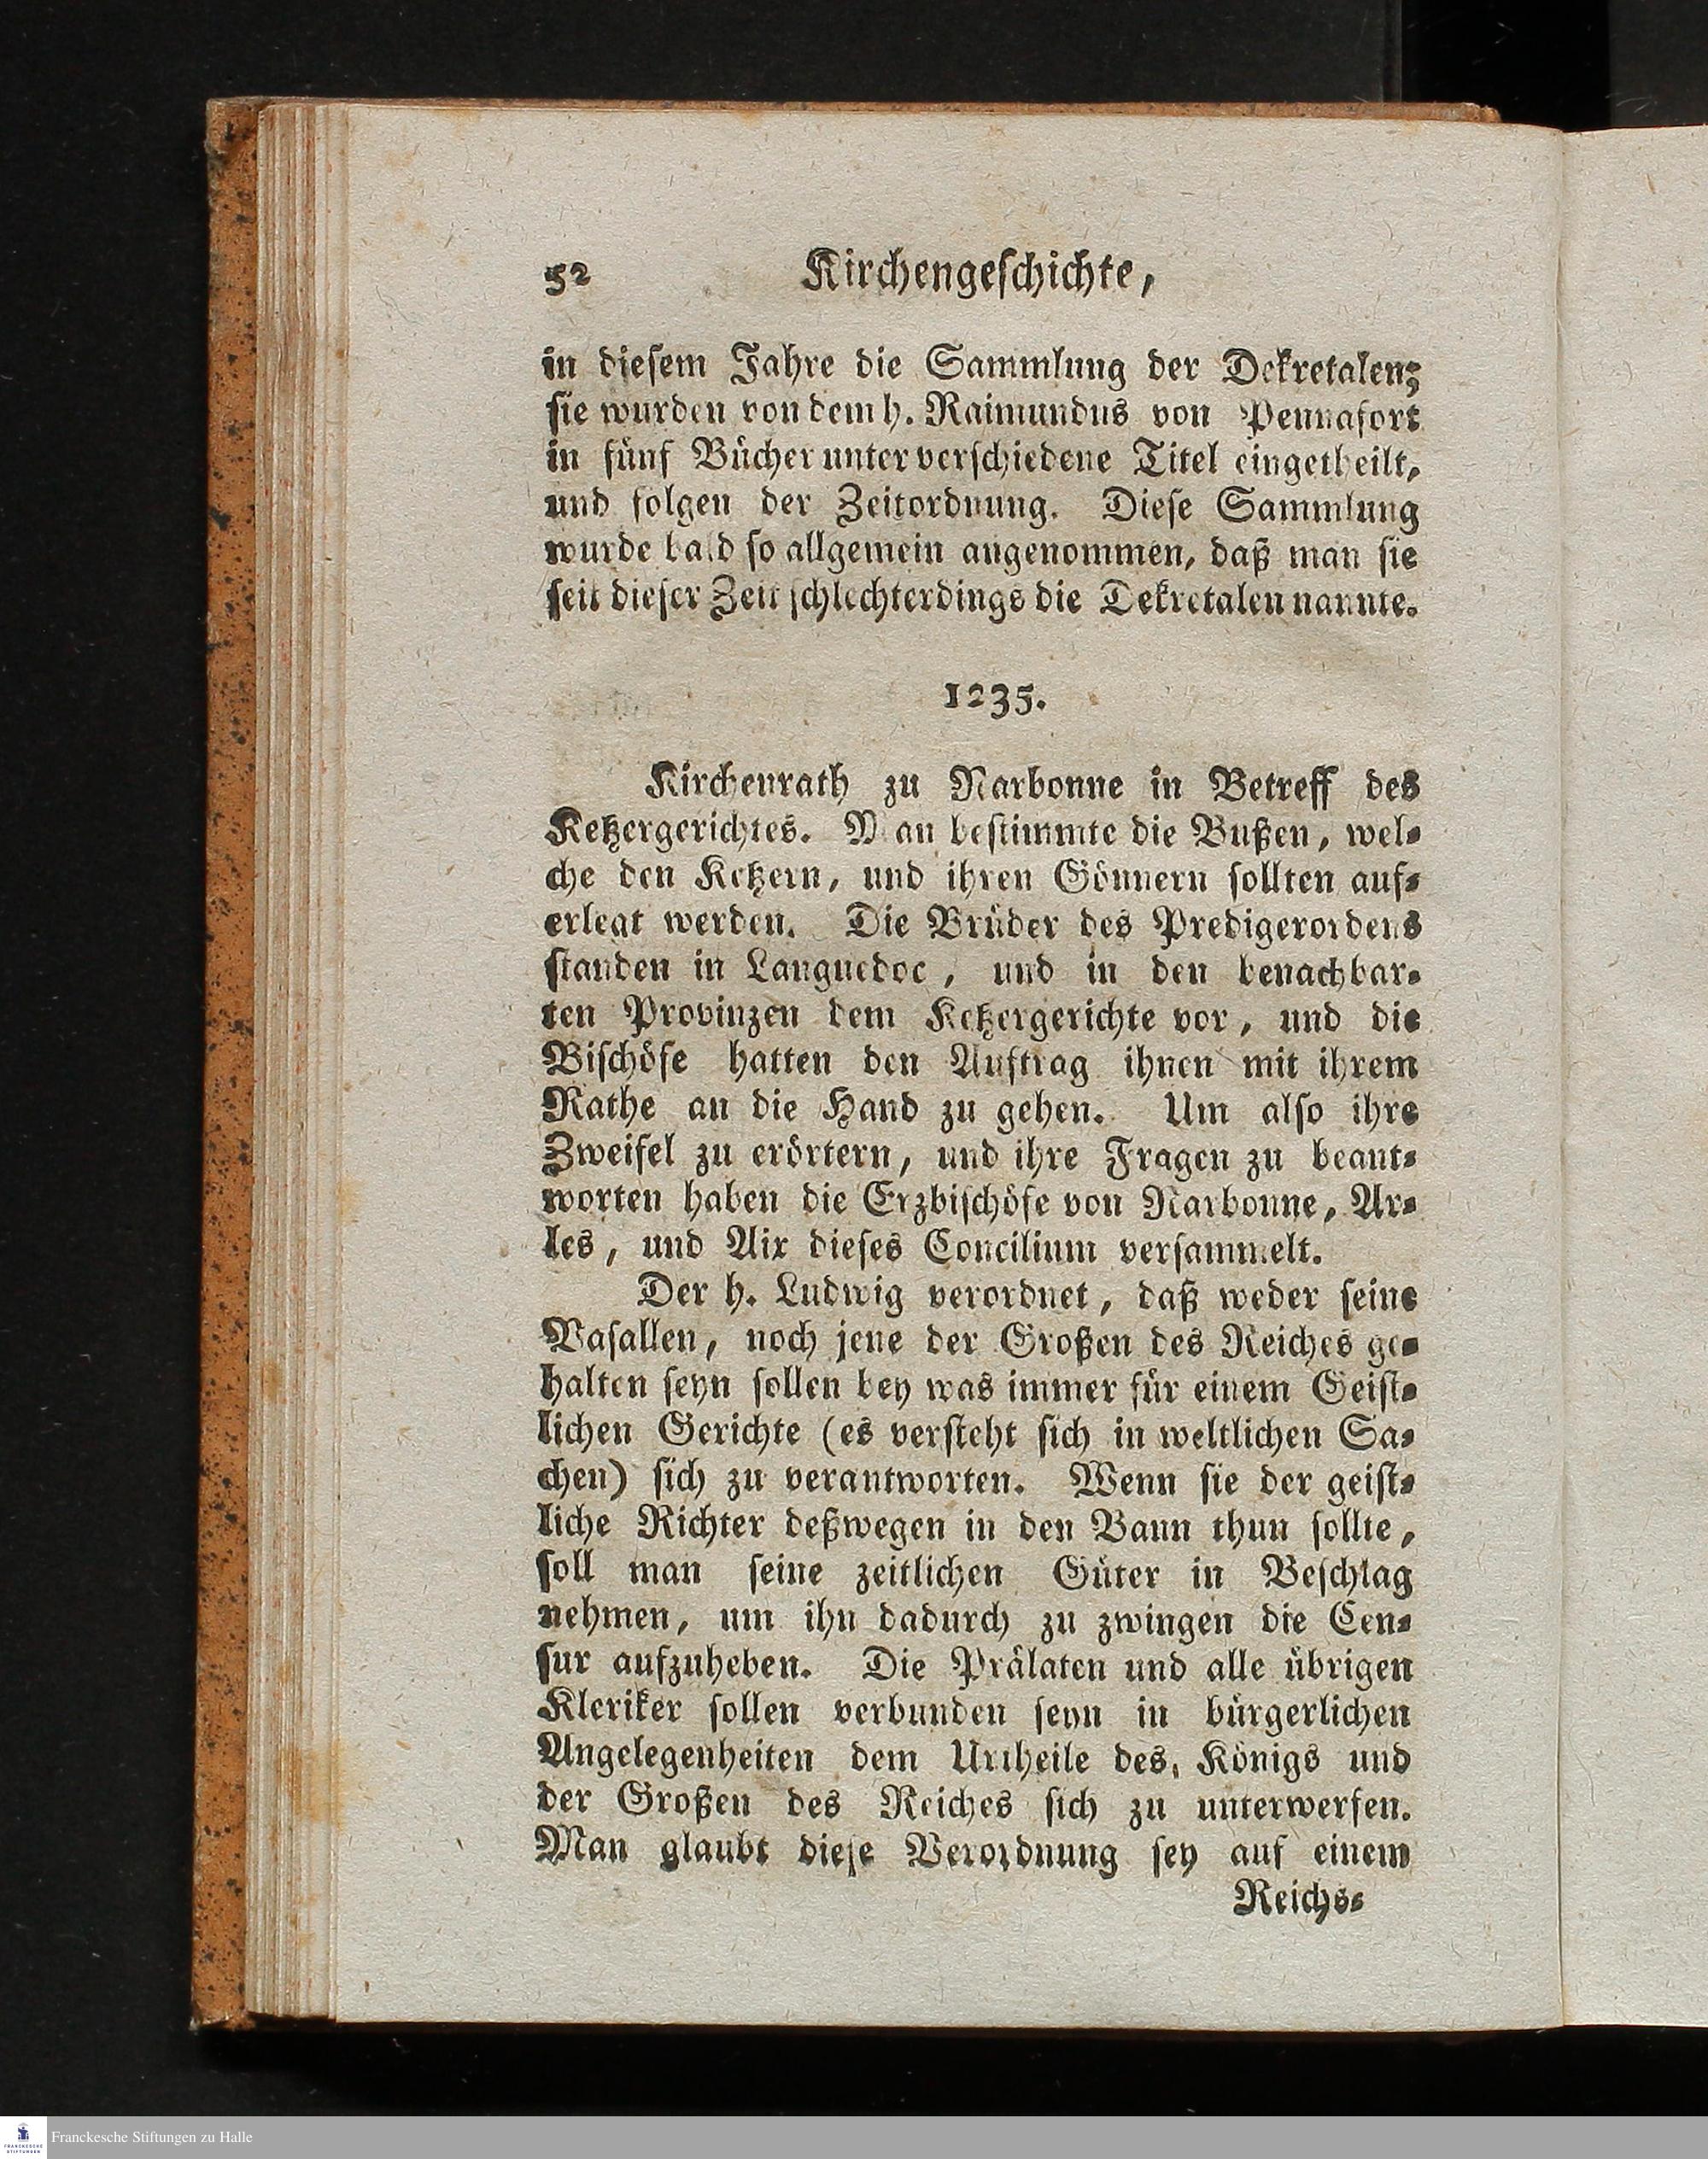 52 Kirchengeschichte,
in diesem Jahre die Sammlung der Dekretalen;
sie wurden von dem h. Raimundus von Pennafort
in fünf Bücher unter verschiedene Titel eingetheilt,
und folgen der Zeitordnung. Diese Sammlung
wurde bald so allgemein angenommen, daß man sie
seit dieser Zeit schlechterdings die Dekretalen nannte.
1235.
Kirchenrath zu Narbonne in Betreff des
Ketzergerichtes. Man bestimmte die Bußen, wel-
che den Ketzern, und ihren Gönnern sollten auf-
erlegt werden. Die Brüder des Predigerordens
standen in Languedoc, und in den benachbar-
ten Provinzen dem Ketzergerichte vor, und die
Bischöfe hatten den Auftrag ihnen mit ihrem
Rathe an die Hand zu gehen. Um also ihre
Zweifel zu erörtern, und ihre Fragen zu beant-
worten haben die Erzbischöfe von Narbonne, Ar-
les, und Aix dieses Concilium versammelt.
Der h. Ludwig verordnet, daß weder seine
Vasallen, noch jene der Großen des Reiches ge-
halten seyn sollen bey was immer für einem Geist-
lichen Gerichte (es versteht sich in weltlichen Sa-
chen) sich zu verantworten. Wenn sie der geist-
liche Richter deßwegen in den Bann thun sollte,
soll man seine zeitlichen Güter in Beschlag
nehmen, um ihn dadurch zu zwingen die Cen-
sur aufzuheben. Die Prälaten und alle übrigen
Kleriker sollen verbunden seyn in bürgerlichen
Angelegenheiten dem Urtheile des, Königs und
der Großen des Reiches sich zu unterwerfen.
Man glaubt diese Verordnung sey auf einem
Reichs-
FRANCKESCHE
STIFTUNGEN
Franckesche Stiftungen zu Halle